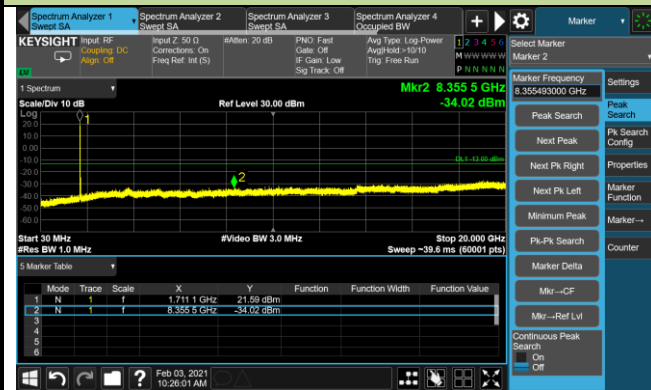 Spectrum Analyzer 1
Swept SA
Spectrum Analyzer 2
Swept SA
Spectrum Analyzer 3
Swept SA
Spectrum Analyzer 4
Occupied BW
Marker
KEYSIGHT
Input: RF
Coupling: DC
Align: Off
Input Z: 50 Ω
Corrections: On
Freq Ref: Int (S)
#Atten: 20 dB
PNO: Fast
Gate: Off
IF Gain: Low
Sig Track: Off
Avg Type: Log-Power
Avg|Hold:>10/10
Trig: Free Run
1 2 3 4 5 6
M W W W W W
P N N N N N
Select Marker
Marker 2
1 Spectrum
Mkr2 8.355 5 GHz
-34.02 dBm
Scale/Div 10 dB
Ref Level 30.00 dBm
Log
20.0
10.0
0.00
-10.0
-20.0
-30.0
-40.0
-50.0
-60.0
1
2
DL1 -13.00 dBm
Start 30 MHz
#Video BW 3.0 MHz
Stop 20.000 GHz
#Res BW 1.0 MHz
Sweep ~39.6 ms (60001 pts)
5 Marker Table
Mode Trace Scale X Y Function Function Width Function Value
1 N 1 f 1.711 1 GHz 21.59 dBm
2 N 1 f 8.355 5 GHz -34.02 dBm
3
4
5
6
Marker Frequency
8.355493000 GHz
Peak Search
Next Peak
Next Pk Right
Next Pk Left
Minimum Peak
Pk-Pk Search
Marker Delta
Mkr→CF
Mkr→Ref Lvl
Continuous Peak
Search
On
Off
Settings
Peak
Search
Pk Search
Config
Properties
Marker
Function
Marker→
Counter
?
Feb 03, 2021
10:26:01 AM